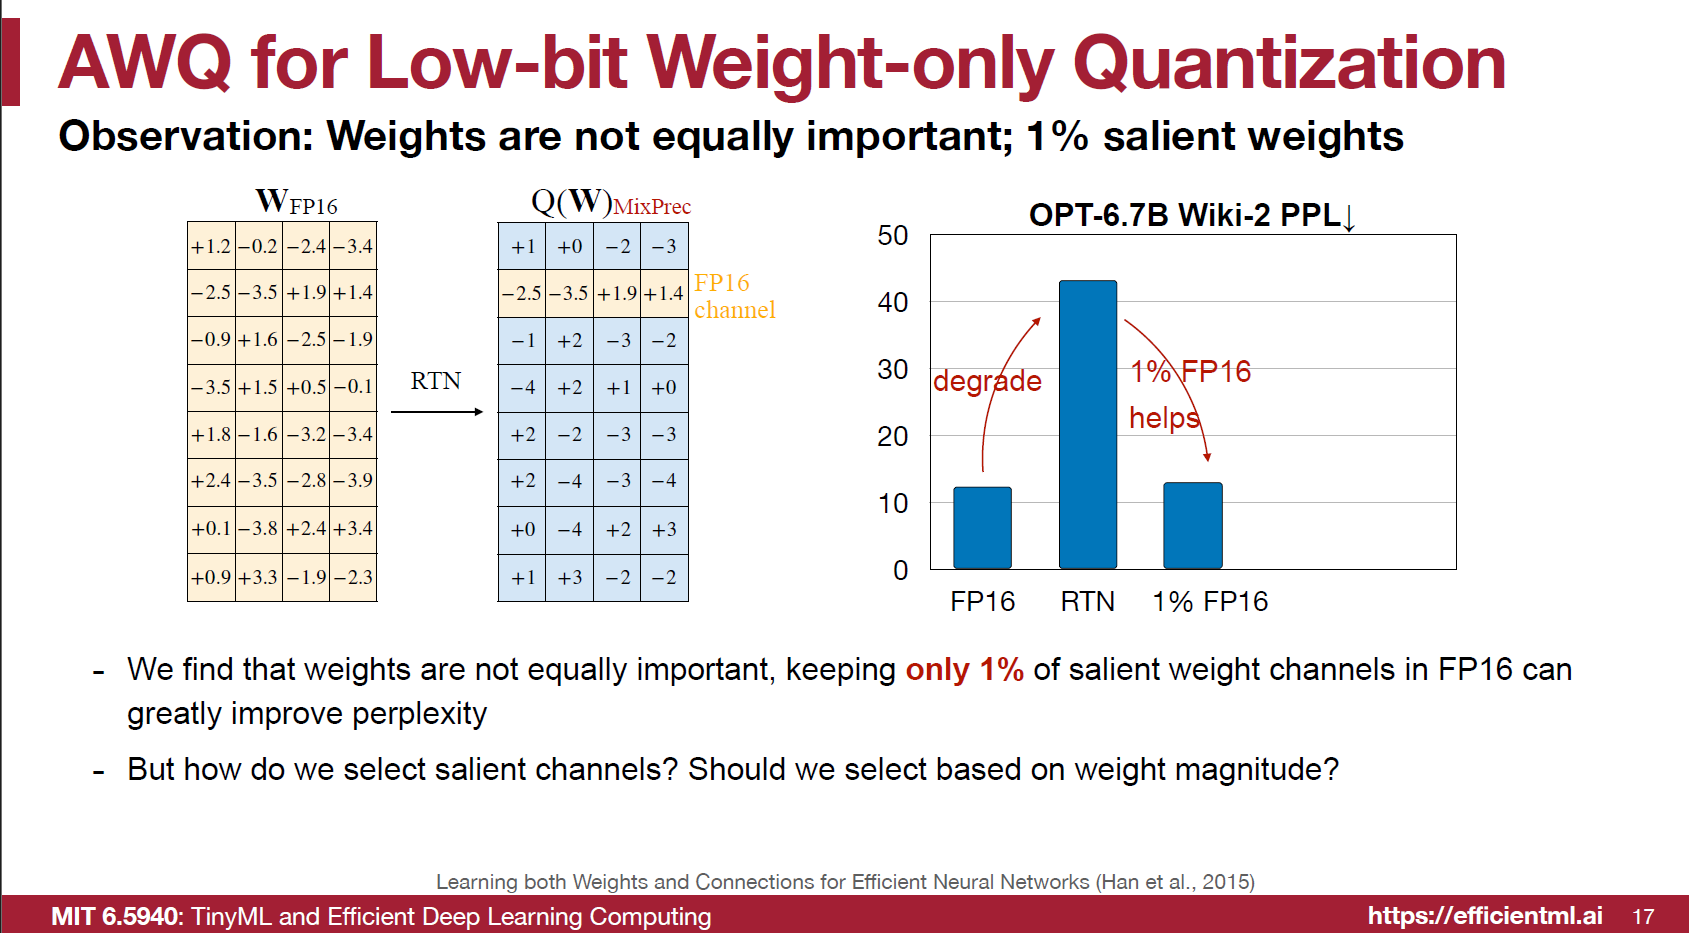 AWQ for Low-bit Weight-only Quantization
Observation: Weights are not equally important; 1% salient weights
W_FP16
+1.2 −0.2 −2.4 −3.4
−2.5 −3.5 +1.9 +1.4
−0.9 +1.6 −2.5 −1.9
−3.5 +1.5 +0.5 −0.1
+1.8 −1.6 −3.2 −3.4
+2.4 −3.5 −2.8 −3.9
+0.1 −3.8 +2.4 +3.4
+0.9 +3.3 −1.9 −2.3
RTN
Q(W)_MixPrec
+1 +0 −2 −3
−2.5 −3.5 +1.9 +1.4
−1 +2 −3 −2
−4 +2 +1 +0
+2 −2 −3 −3
+2 −4 −3 −4
+0 −4 +2 +3
+1 +3 −2 −2
FP16
channel
OPT-6.7B Wiki-2 PPL↓
50
40
30
20
10
0
degrade
1% FP16
helps
FP16 RTN 1% FP16
- We find that weights are not equally important, keeping only 1% of salient weight channels in FP16 can
greatly improve perplexity
- But how do we select salient channels? Should we select based on weight magnitude?
Learning both Weights and Connections for Efficient Neural Networks (Han et al., 2015)
MIT 6.5940: TinyML and Efficient Deep Learning Computing
https://efficientml.ai 17